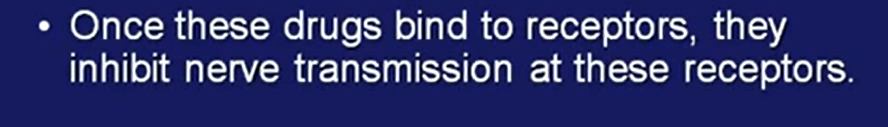 • Once these drugs bind to receptors, they
inhibit nerve transmission at these receptors.